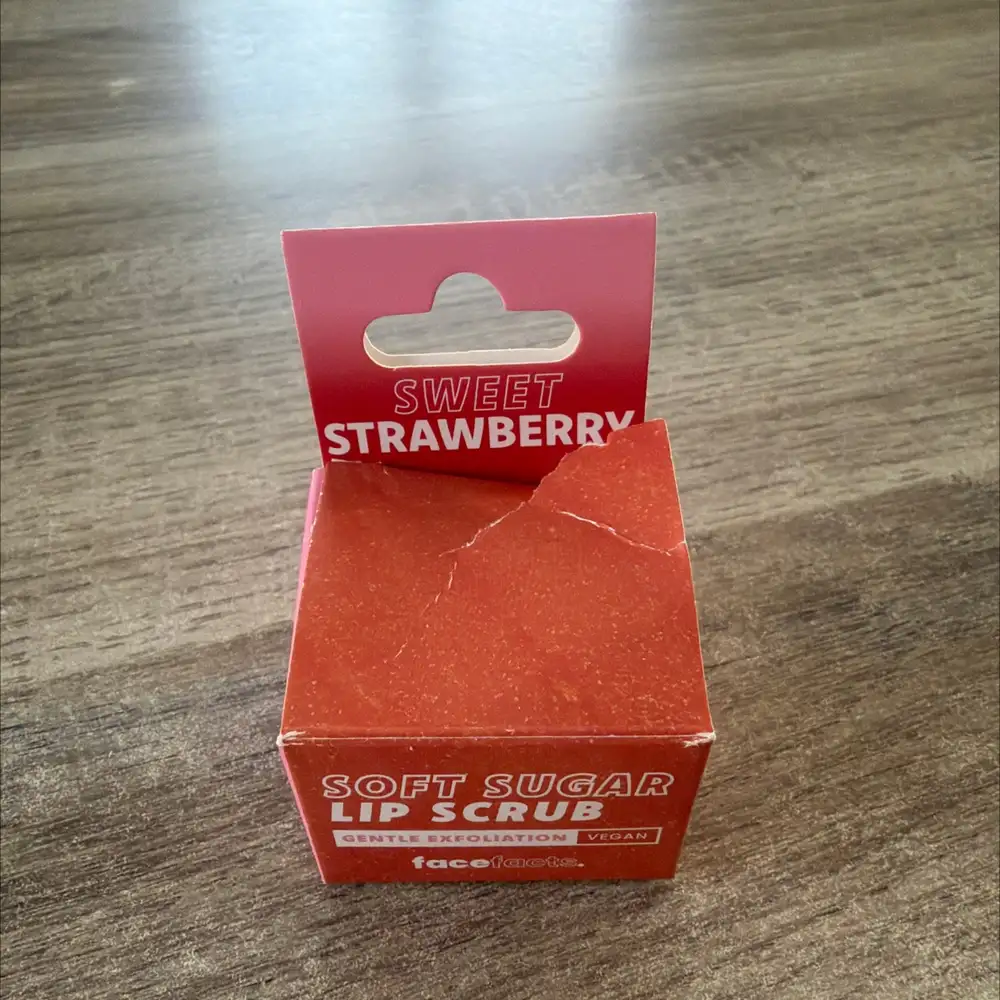 SWEET
STRAWBERRY
SOFT SUGAR
LIP SCRUB
GENTLE EXFOLIATION VEGAN
facefacts.